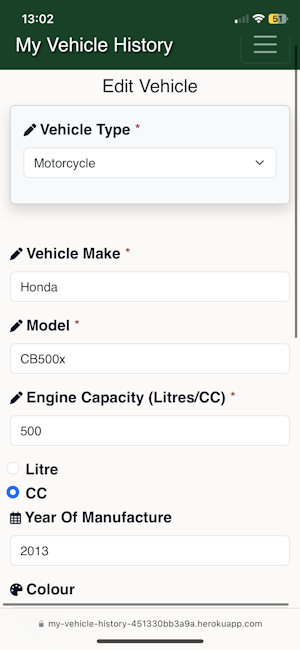 13:02
51
My Vehicle History
Edit Vehicle
Vehicle Type *
Motorcycle
Vehicle Make *
Honda
Model *
CB500x
Engine Capacity (Litres/CC) *
500
Litre
CC
Year Of Manufacture
2013
Colour
my-vehicle-history-451330bb3a9a.herokuapp.com